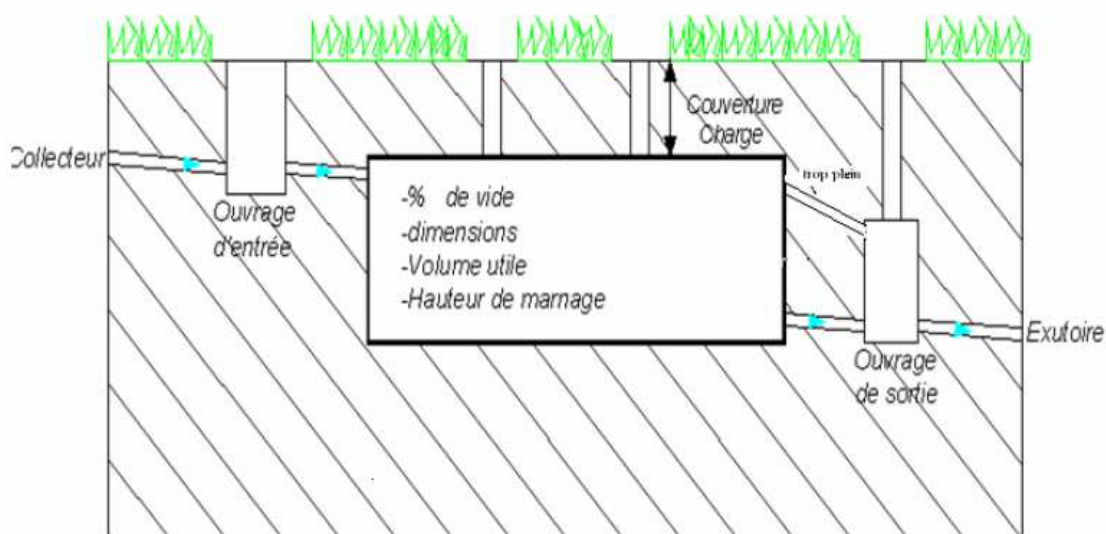 Couverture
Charge
Collecteur
trop plein
Ouvrage
d'entrée
-% de vide
-dimensions
-Volume utile
-Hauteur de marnage
Exutoire
Ouvrage
de sortie